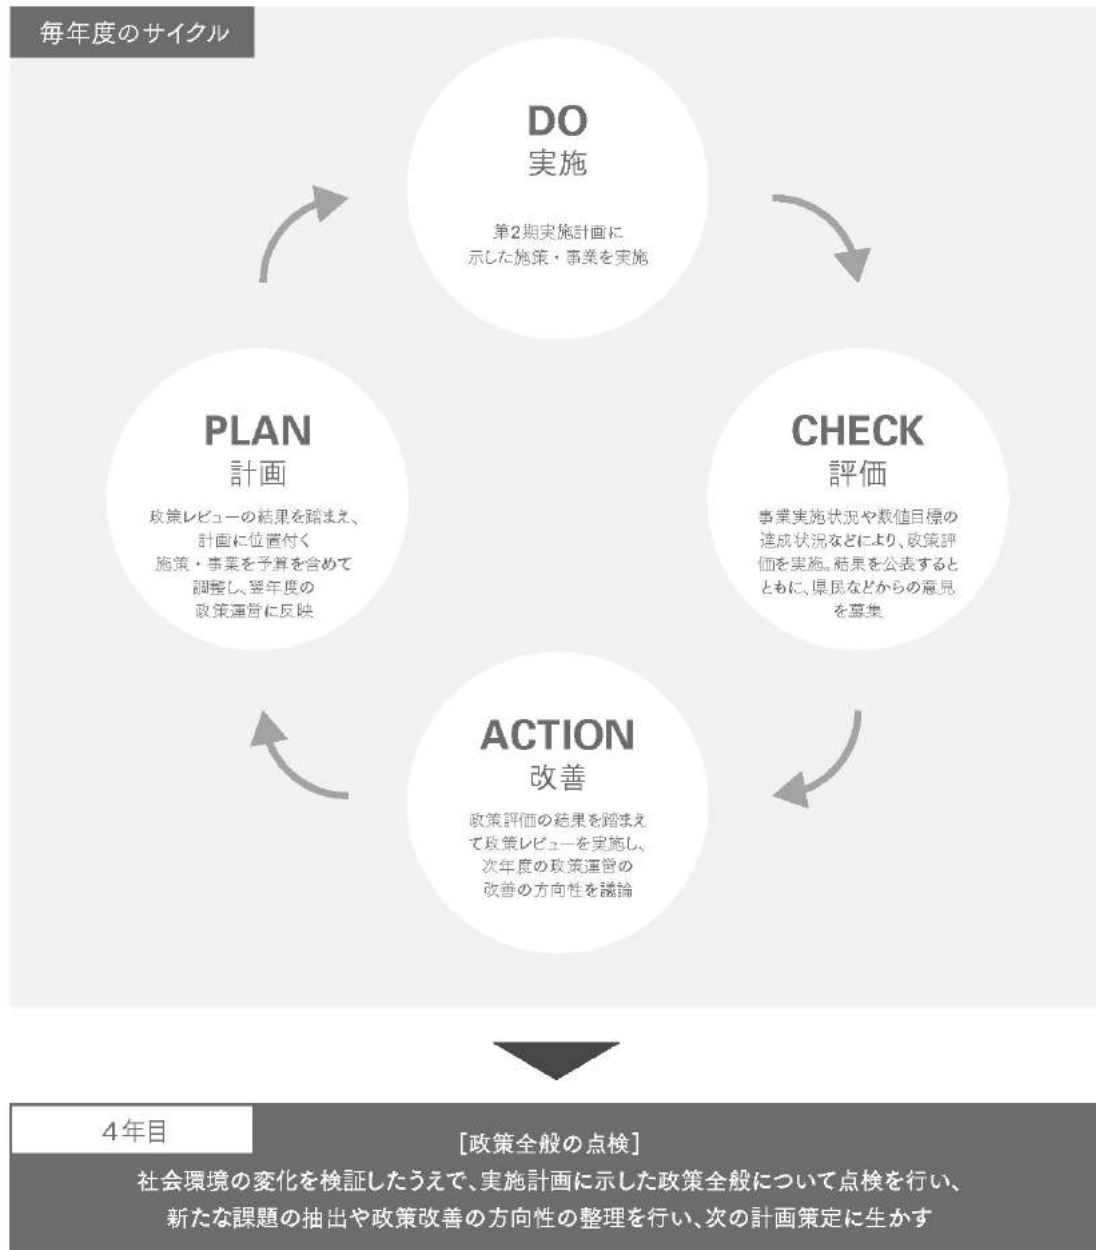 毎年度のサイクル
DO
実施
第2期実施計画に
示した施策・事業を実施
PLAN
計画
政策レビューの結果を踏まえ、
計画に位置付く
施策・事業を予算を含めて
調整し、翌年度の
政策運営に反映
CHECK
評価
事業実施状況や数値目標の
達成状況などにより、政策評
価を実施。結果を公表すると
ともに、県民などからの意見
を募集
ACTION
改善
政策評価の結果を踏まえ
て政策レビューを実施し、
次年度の政策運営の
改善の方向性を議論
4年目
[政策全般の点検]
社会環境の変化を検証したうえで、実施計画に示した政策全般について点検を行い、
新たな課題の抽出や政策改善の方向性の整理を行い、次の計画策定に生かす